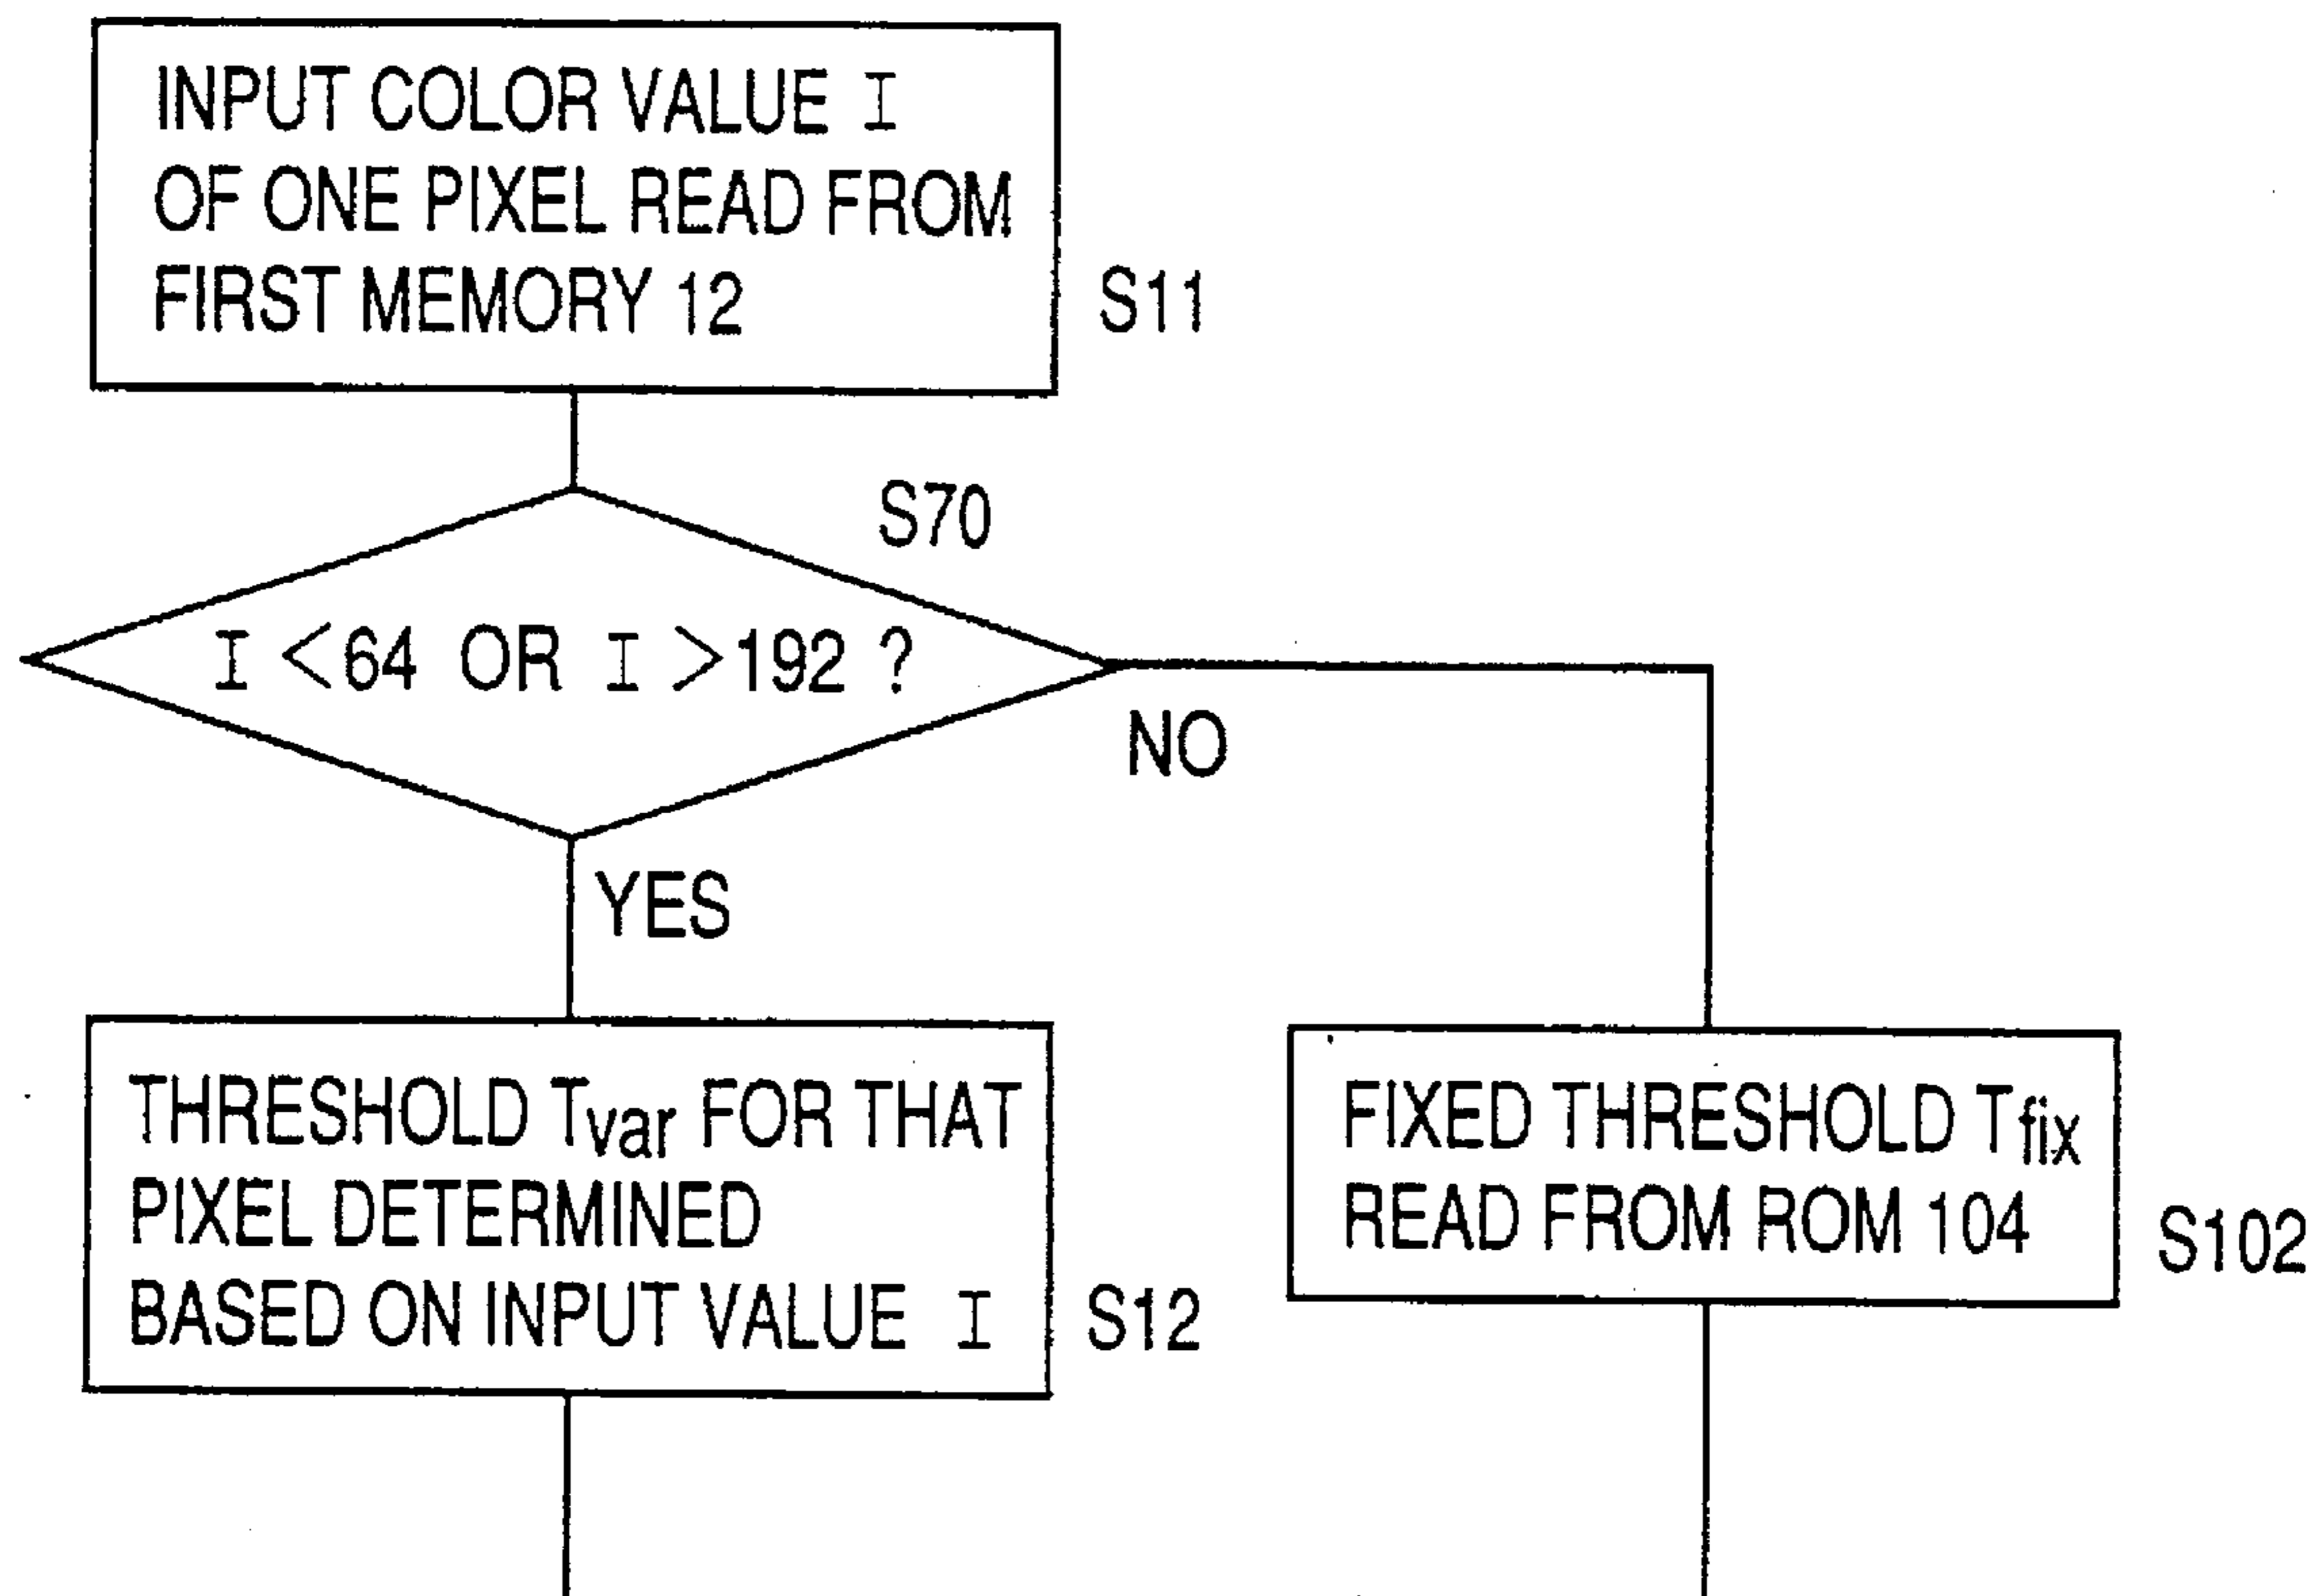 INPUT COLOR VALUE I
OF ONE PIXEL READ FROM
FIRST MEMORY 12
S11
S70
I <64 OR I >192 ?
NO
YES
THRESHOLD Tvar FOR THAT
PIXEL DETERMINED
BASED ON INPUT VALUE I
S12
FIXED THRESHOLD Tfix
READ FROM ROM 104
S102